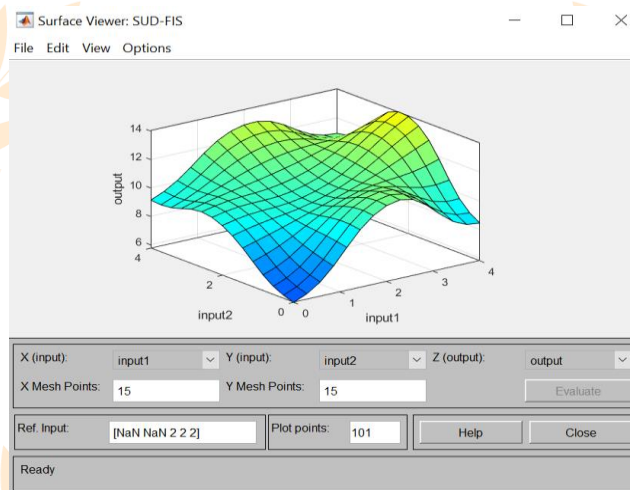 Surface Viewer: SUD-FIS
File Edit View Options
14
12
10
8
6
output
4
2
0
input2
0
1
2
3
4
input1
X (input): input1 Y (input): input2 Z (output): output
X Mesh Points: 15 Y Mesh Points: 15 Evaluate
Ref. Input: [NaN NaN 2 2 2] Plot points: 101 Help Close
Ready